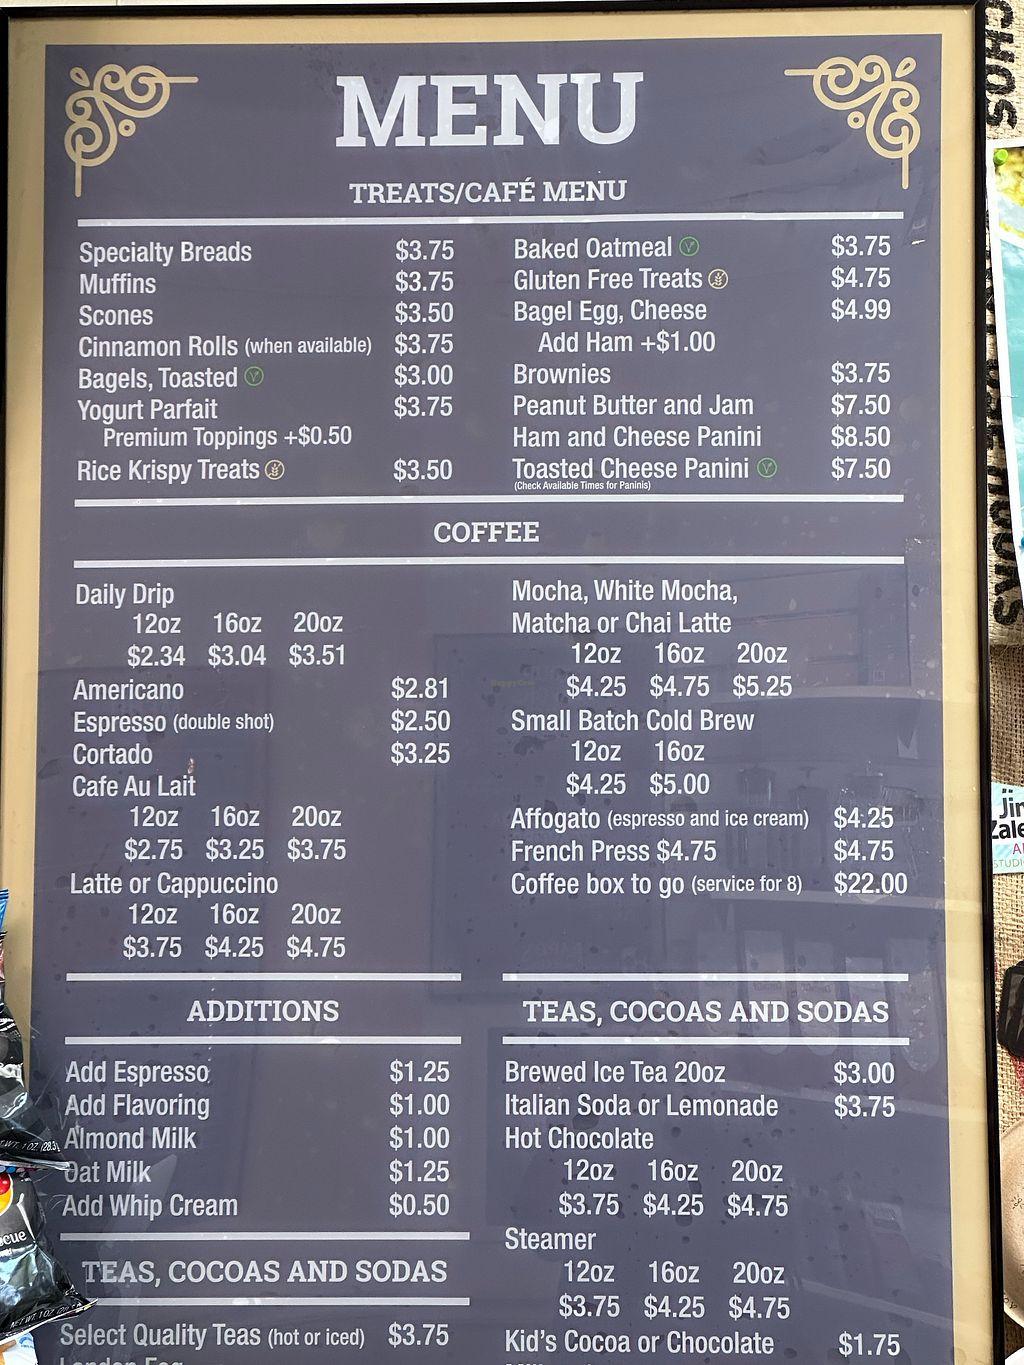 MENU
TREATS/CAFÉ MENU
Specialty Breads $3.75
Muffins $3.75
Scones $3.50
Cinnamon Rolls (when available) $3.75
Bagels, Toasted $3.00
Yogurt Parfait $3.75
Premium Toppings +$0.50
Rice Krispy Treats $3.50
Baked Oatmeal $3.75
Gluten Free Treats $4.75
Bagel Egg, Cheese $4.99
Add Ham +$1.00
Brownies $3.75
Peanut Butter and Jam $7.50
Ham and Cheese Panini $8.50
Toasted Cheese Panini $7.50
(Check Available Times for Paninis)
COFFEE
Daily Drip
12oz 16oz 20oz
$2.34 $3.04 $3.51
Americano $2.81
Espresso (double shot) $2.50
Cortado $3.25
Cafe Au Lait
12oz 16oz 20oz
$2.75 $3.25 $3.75
Latte or Cappuccino
12oz 16oz 20oz
$3.75 $4.25 $4.75
Mocha, White Mocha,
Matcha or Chai Latte
12oz 16oz 20oz
$4.25 $4.75 $5.25
Small Batch Cold Brew
12oz 16oz
$4.25 $5.00
Affogato (espresso and ice cream) $4.25
French Press $4.75 $4.75
Coffee box to go (service for 8) $22.00
ADDITIONS
Add Espresso $1.25
Add Flavoring $1.00
Almond Milk $1.00
Oat Milk $1.25
Add Whip Cream $0.50
TEAS, COCOAS AND SODAS
Select Quality Teas (hot or iced) $3.75
London Fog
TEAS, COCOAS AND SODAS
Brewed Ice Tea 20oz $3.00
Italian Soda or Lemonade $3.75
Hot Chocolate
12oz 16oz 20oz
$3.75 $4.25 $4.75
Steamer
12oz 16oz 20oz
$3.75 $4.25 $4.75
Kid's Cocoa or Chocolate $1.75